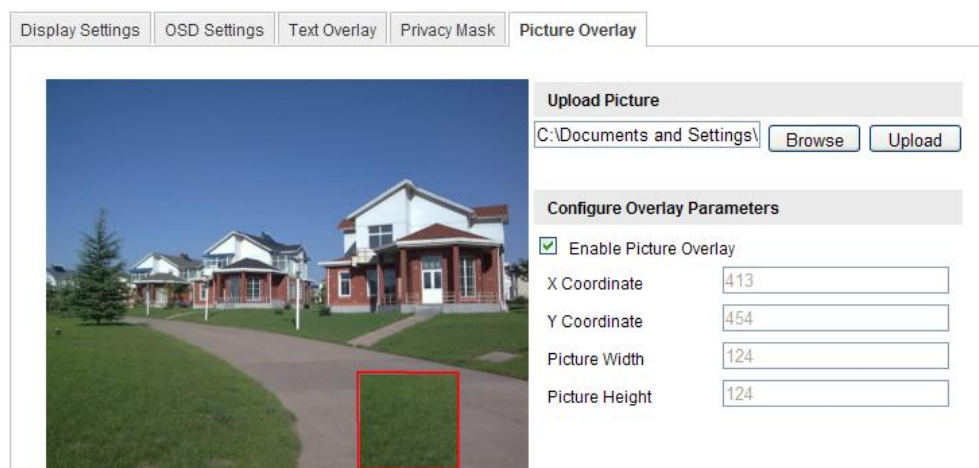 Display Settings OSD Settings Text Overlay Privacy Mask Picture Overlay
Upload Picture
C:\Documents and Settings\ Browse Upload
Configure Overlay Parameters
Enable Picture Overlay
X Coordinate 413
Y Coordinate 454
Picture Width 124
Picture Height 124